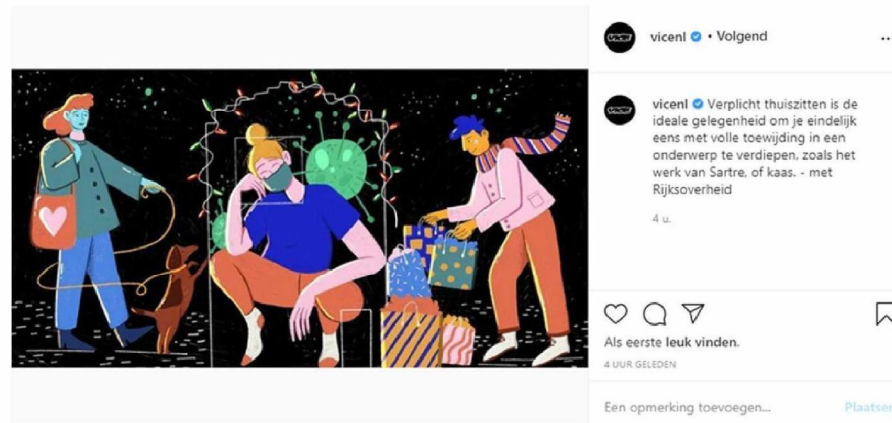 vicenl • Volgend
vicenl Verplicht thuiszitten is de
ideale gelegenheid om je eindelijk
eens met volle toewijding in een
onderwerp te verdiepen, zoals het
werk van Sartre, of kaas. - met
Rijksoverheid
4 u.
Als eerste leuk vinden.
4 UUR GELEDEN
Een opmerking toevoegen...
Plaatsen